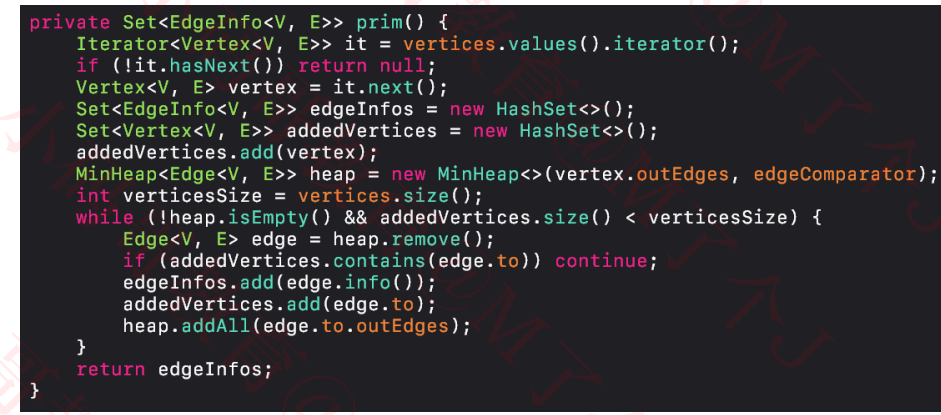 private Set<EdgeInfo<V, E>> prim() {
    Iterator<Vertex<V, E>> it = vertices.values().iterator();
    if (!it.hasNext()) return null;
    Vertex<V, E> vertex = it.next();
    Set<EdgeInfo<V, E>> edgeInfos = new HashSet<>();
    Set<Vertex<V, E>> addedVertices = new HashSet<>();
    addedVertices.add(vertex);
    MinHeap<Edge<V, E>> heap = new MinHeap<>(vertex.outEdges, edgeComparator);
    int verticesSize = vertices.size();
    while (!heap.isEmpty() && addedVertices.size() < verticesSize) {
        Edge<V, E> edge = heap.remove();
        if (addedVertices.contains(edge.to)) continue;
        edgeInfos.add(edge.info());
        addedVertices.add(edge.to);
        heap.addAll(edge.to.outEdges);
    }
    return edgeInfos;
}